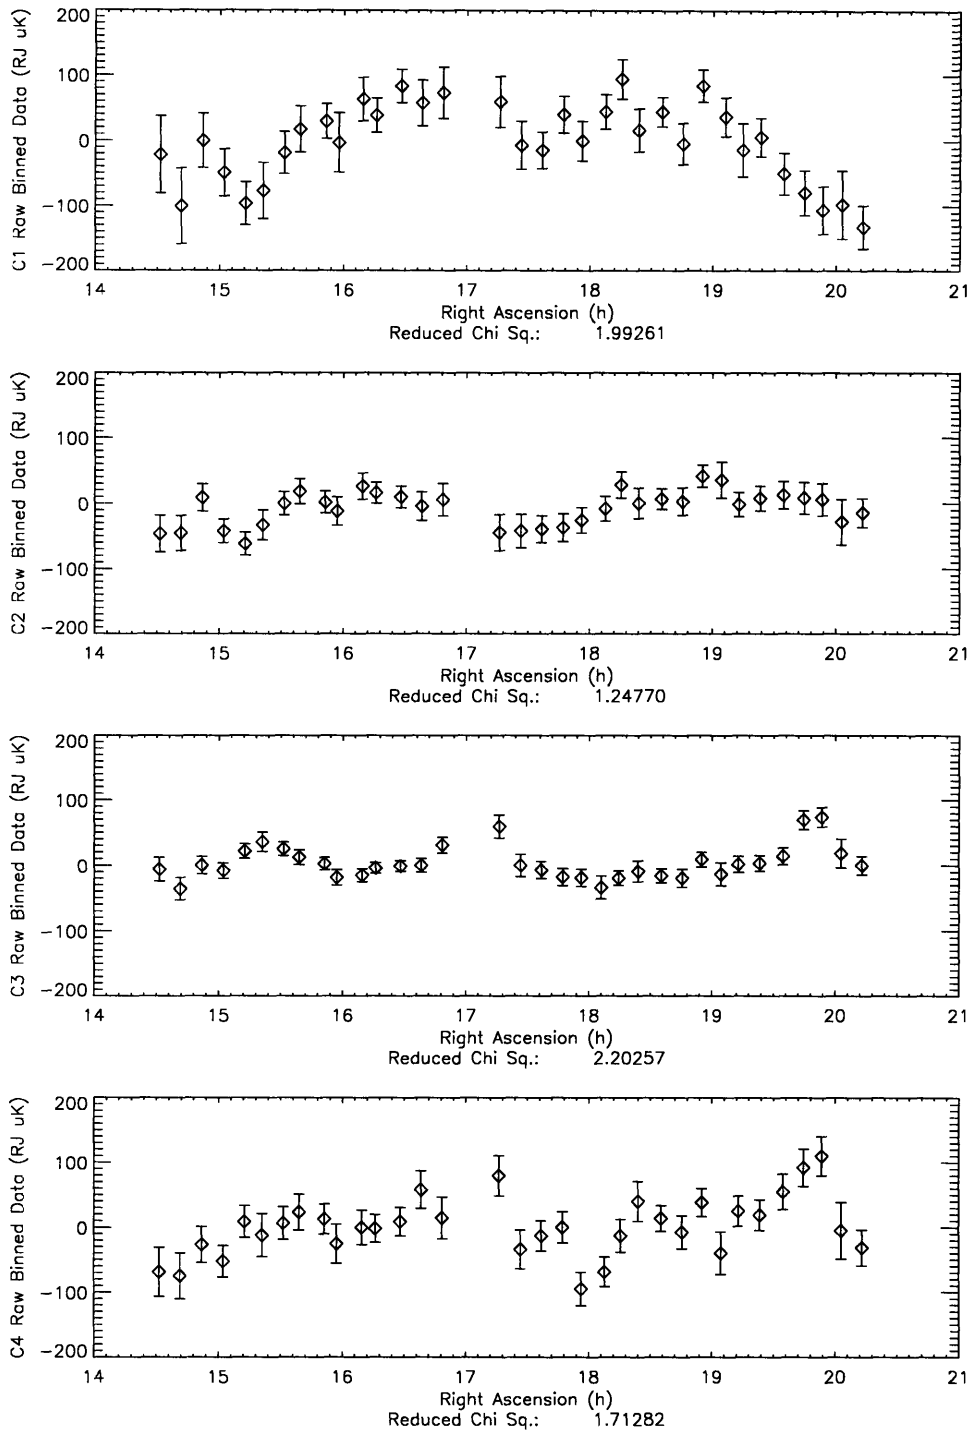 200
100
0
-100
-200
C1 Raw Binned Data (RJ uK)
14 15 16 17 18 19 20 21
Right Ascension (h)
Reduced Chi Sq.: 1.99261
200
100
0
-100
-200
C2 Raw Binned Data (RJ uK)
14 15 16 17 18 19 20 21
Right Ascension (h)
Reduced Chi Sq.: 1.24770
200
100
0
-100
-200
C3 Raw Binned Data (RJ uK)
14 15 16 17 18 19 20 21
Right Ascension (h)
Reduced Chi Sq.: 2.20257
200
100
0
-100
-200
C4 Raw Binned Data (RJ uK)
14 15 16 17 18 19 20 21
Right Ascension (h)
Reduced Chi Sq.: 1.71282